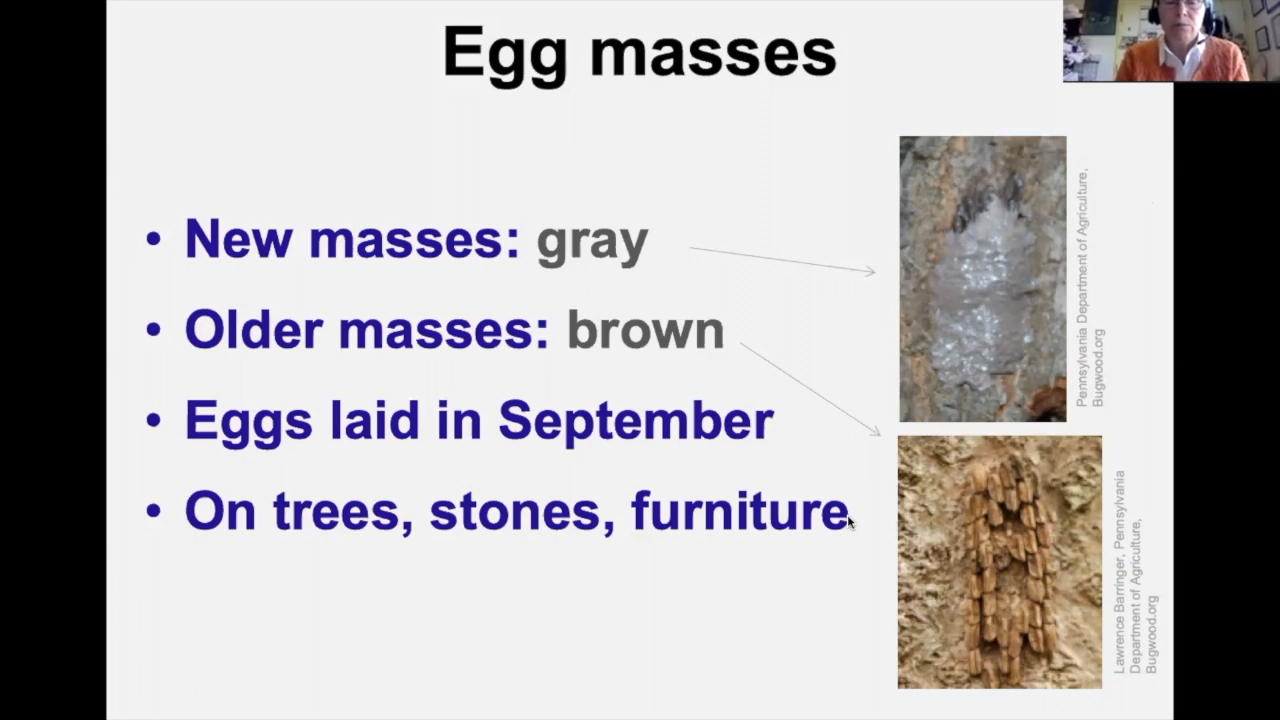 Egg masses
• New masses: gray
• Older masses: brown
• Eggs laid in September
• On trees, stones, furniture
Pennsylvania Department of Agriculture,
Bugwood.org
Lawrence Barringer, Pennsylvania
Department of Agriculture,
Bugwood.org